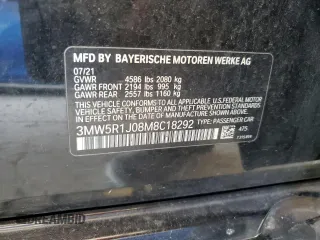 MFD BY BAYERISCHE MOTOREN WERKE AG
07/21
GVWR 4586 lbs 2080 kg
GAWR FRONT 2194 lbs 995 kg
GAWR REAR 2557 lbs 1160 kg
THIS VEHICLE CONFORMS TO ALL APPLICABLE U.S. FEDERAL MOTOR
VEHICLE SAFETY, BUMPER, AND THEFT PREVENTION STANDARDS
IN EFFECT ON THE DATE OF MANUFACTURE SHOWN ABOVE.
3MW5R1J08M8C18292 TYPE: PASSENGER CAR
475